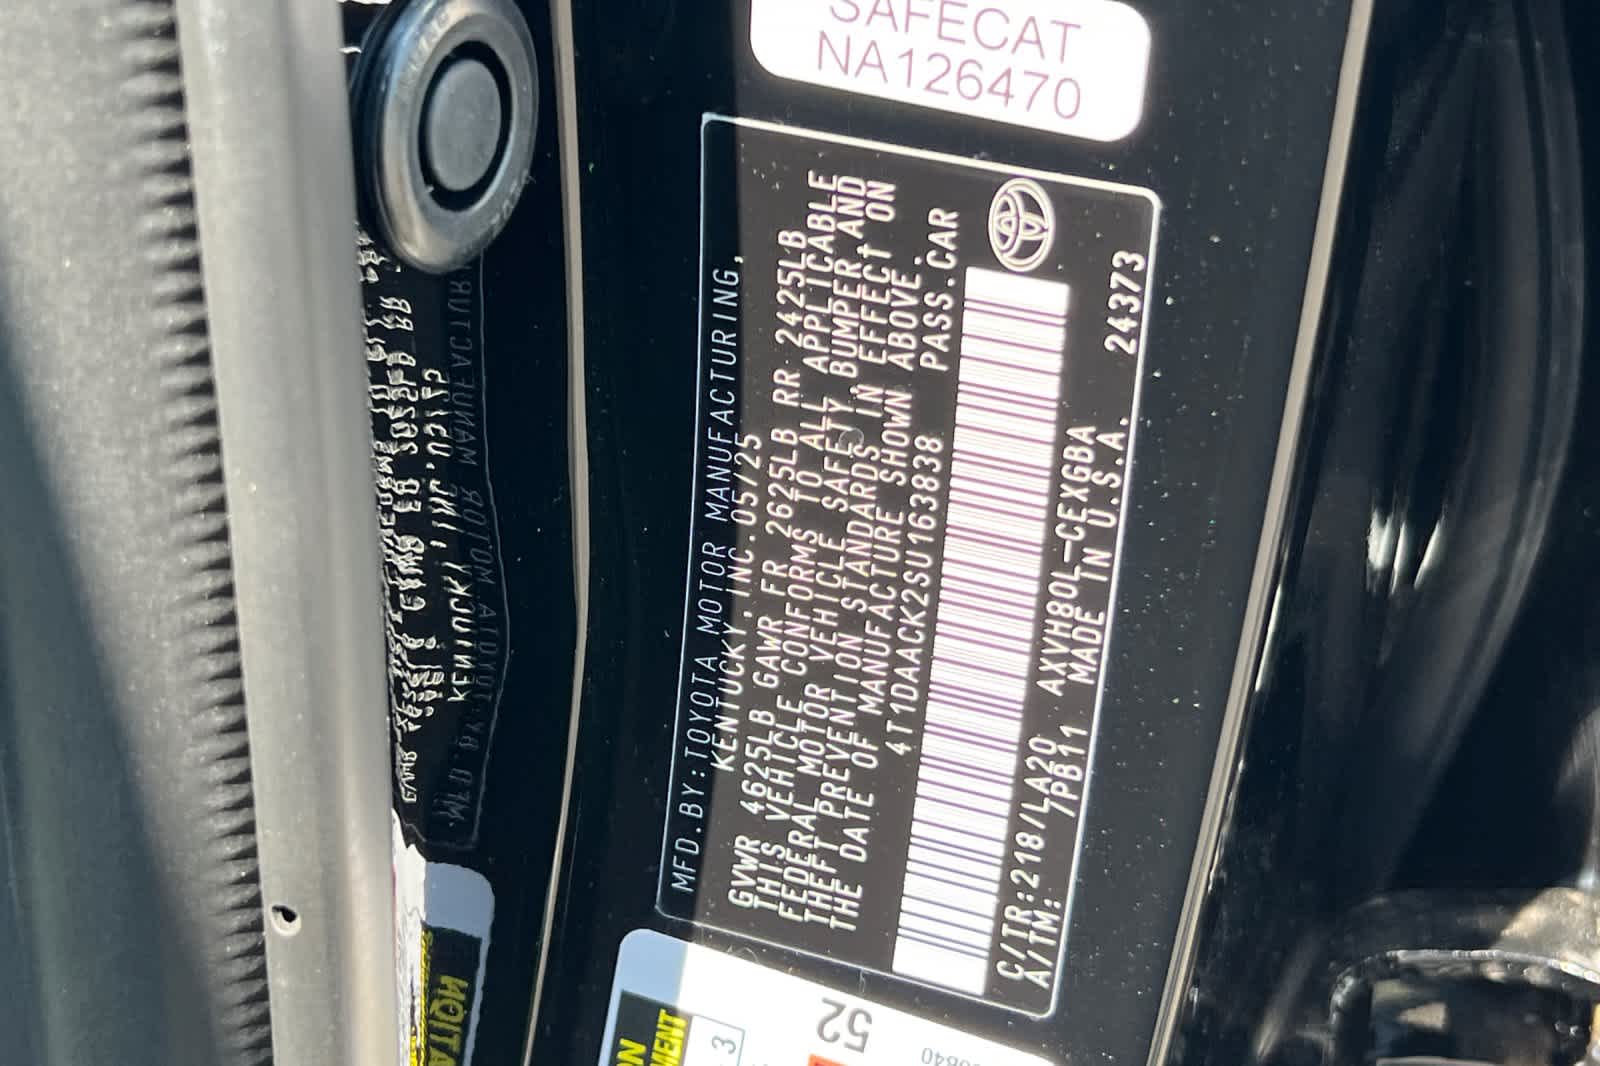 SAFECAT
NA126470
MFD.BY:TOYOTA MOTOR MANUFACTURING,
KENTUCKY,INC.05/25
GVWR 4625LB GAWR FR 2625LB RR 2425LB
THIS VEHICLE CONFORMS TO ALL APPLICABLE
FEDERAL MOTOR VEHICLE SAFETY,BUMPER,AND
THEFT PREVENTION STANDARDS IN EFFECT ON
THE DATE OF MANUFACTURE SHOWN ABOVE.
4T1DAACK2SU163838 PASS.CAR
C/TR:218/LA20 AXVH80L-CEXGBA
A/TM: 7PB11 MADE IN U.S.A. 24373
52
3